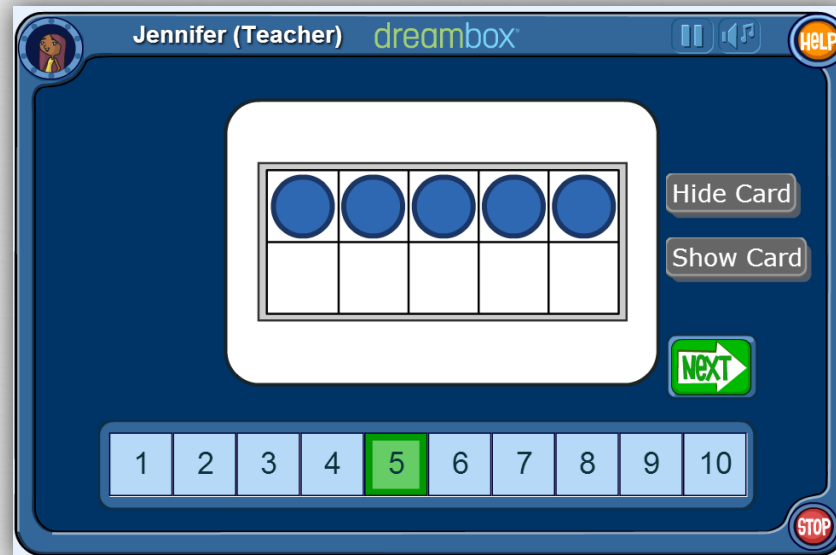 Jennifer (Teacher) dreambox HELP
Hide Card
Show Card
NEXT
1 2 3 4 5 6 7 8 9 10
STOP